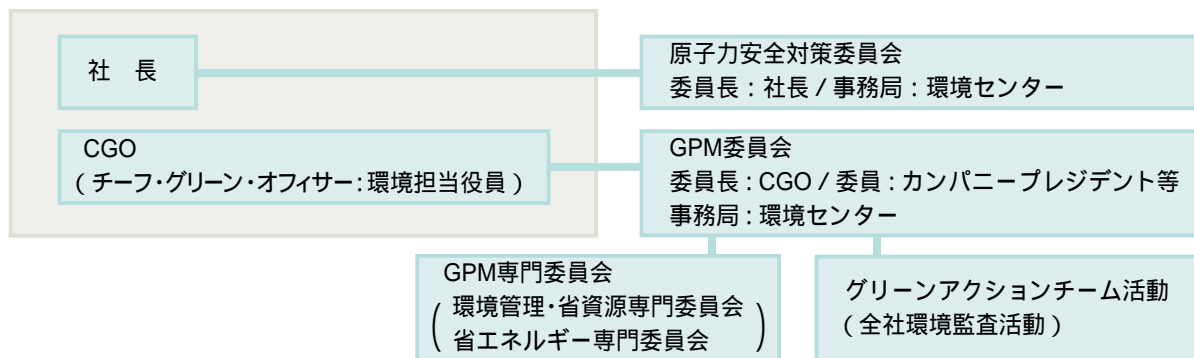 社　長
原子力安全対策委員会
委員長：社長 / 事務局：環境センター
CGO
（チーフ・グリーン・オフィサー：環境担当役員）
GPM委員会
委員長：CGO / 委員：カンパニープレジデント等
事務局：環境センター
GPM専門委員会
（環境管理・省資源専門委員会
省エネルギー専門委員会）
グリーンアクションチーム活動
（全社環境監査活動）